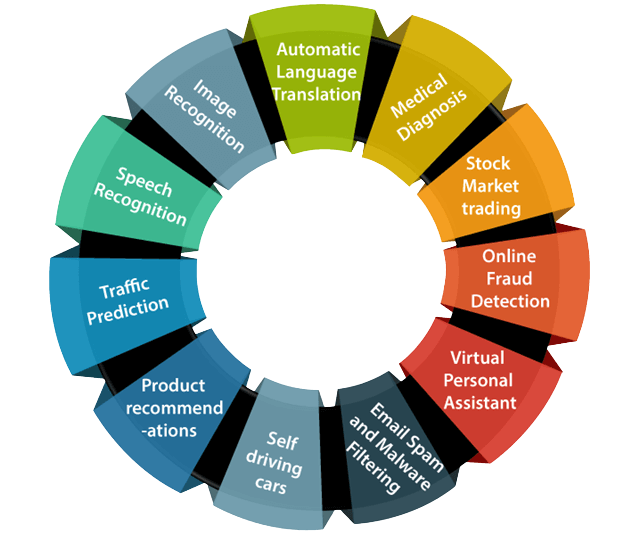 Automatic
Language
Translation
Medical
Diagnosis
Stock
Market
trading
Online
Fraud
Detection
Virtual
Personal
Assistant
Email Spam
and Malware
Filtering
Self
driving
cars
Product
recommend
-ations
Traffic
Prediction
Speech
Recognition
Image
Recognition